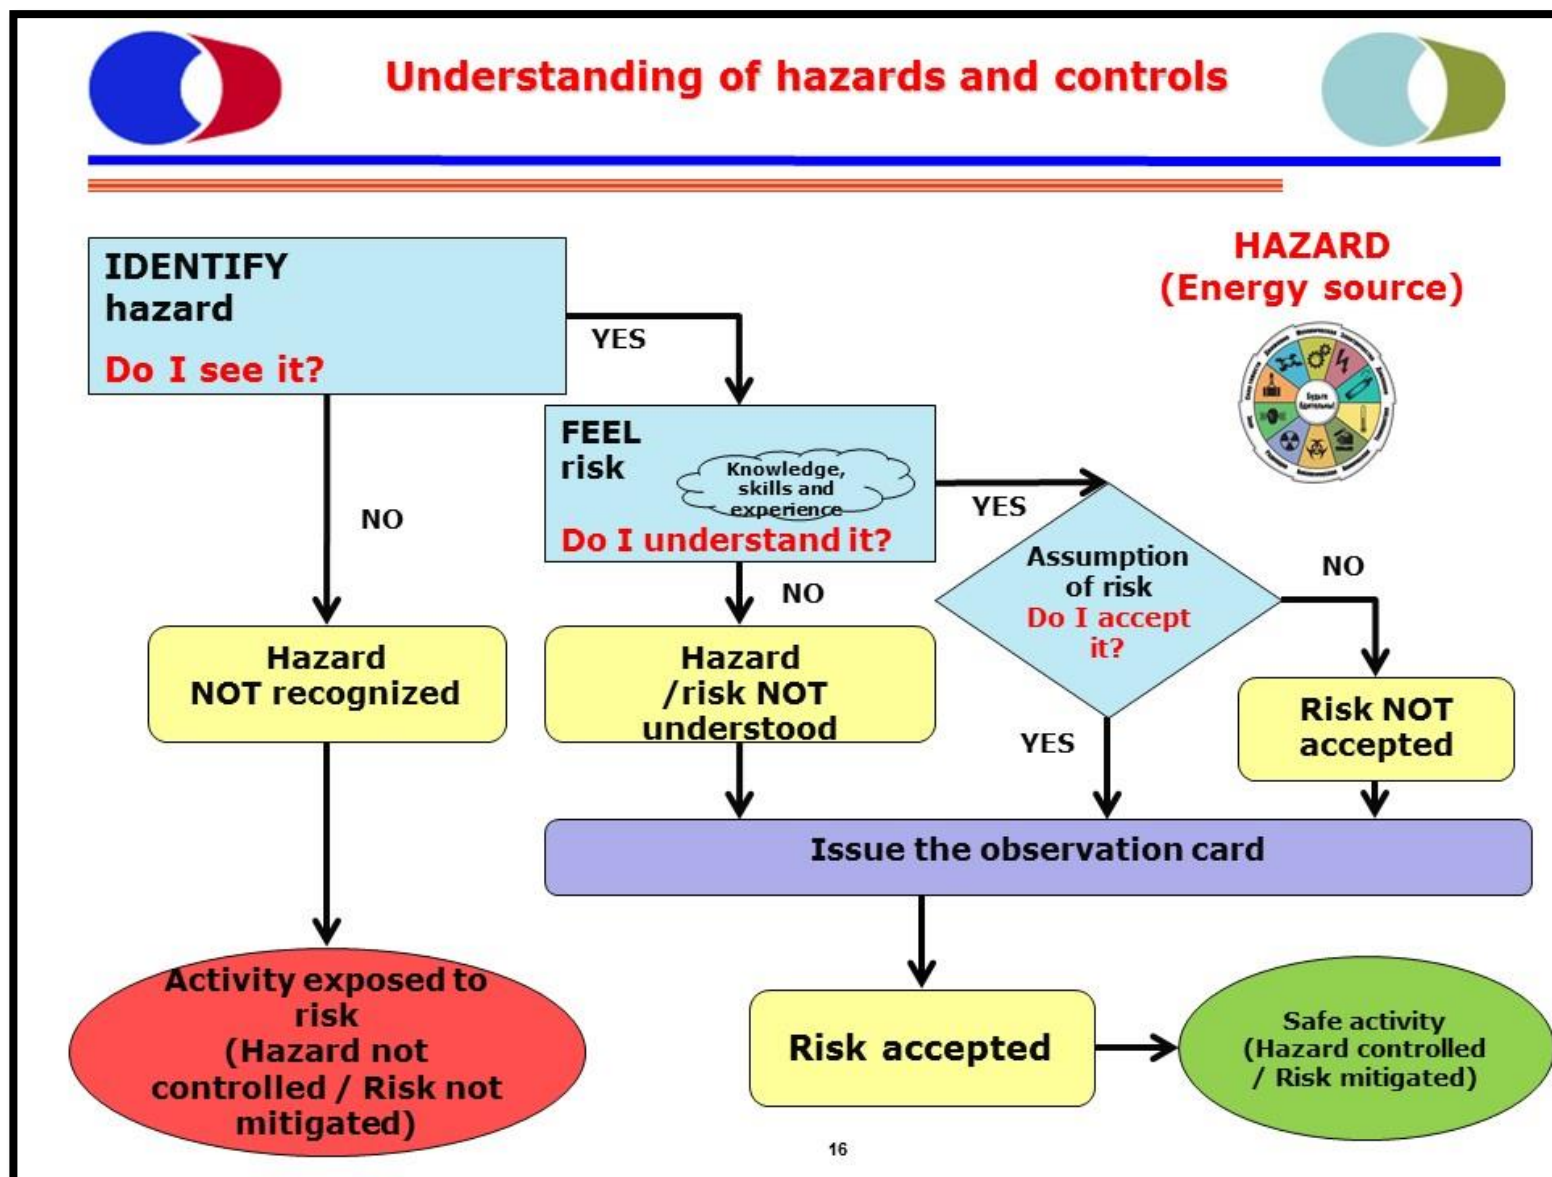 Understanding of hazards and controls
HAZARD
(Energy source)
Будьте
бдительны!
IDENTIFY
hazard
Do I see it?
YES
NO
FEEL
risk
Knowledge,
skills and
experience
Do I understand it?
YES
NO
Assumption
of risk
Do I accept
it?
NO
YES
Hazard
NOT recognized
Hazard
/risk NOT
understood
Risk NOT
accepted
Issue the observation card
Activity exposed to
risk
(Hazard not
controlled / Risk not
mitigated)
Risk accepted
Safe activity
(Hazard controlled
/ Risk mitigated)
16